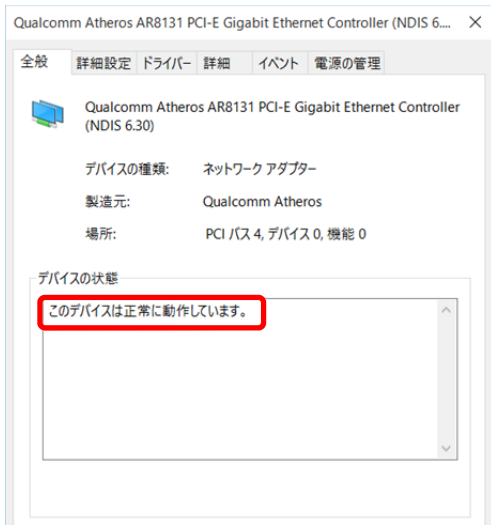 Qualcomm Atheros AR8131 PCI-E Gigabit Ethernet Controller (NDIS 6....
全般 詳細設定 ドライバー 詳細 イベント 電源の管理
Qualcomm Atheros AR8131 PCI-E Gigabit Ethernet Controller
(NDIS 6.30)
デバイスの種類: ネットワーク アダプター
製造元: Qualcomm Atheros
場所: PCI バス 4, デバイス 0, 機能 0
デバイスの状態
このデバイスは正常に動作しています。